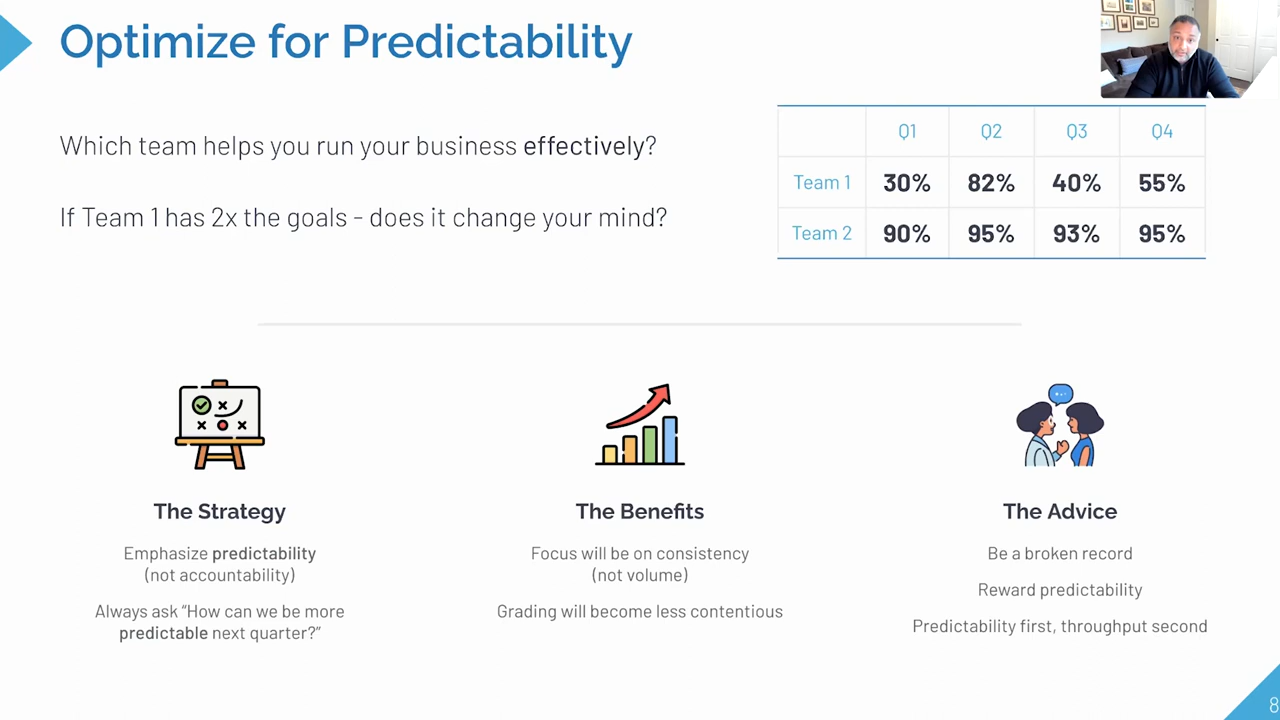 Optimize for Predictability
Which team helps you run your business effectively?
If Team 1 has 2x the goals - does it change your mind?
Q1 Q2 Q3 Q4
Team 1 30% 82% 40% 55%
Team 2 90% 95% 93% 95%
The Strategy
Emphasize predictability
(not accountability)
Always ask “How can we be more
predictable next quarter?”
The Benefits
Focus will be on consistency
(not volume)
Grading will become less contentious
The Advice
Be a broken record
Reward predictability
Predictability first, throughput second
8